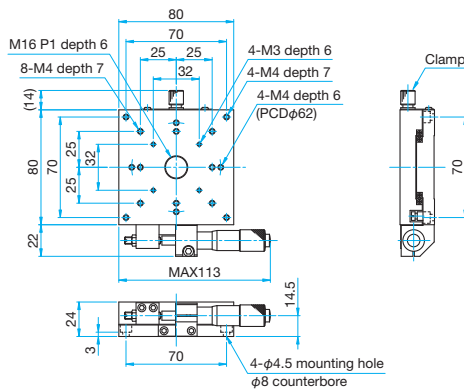 80
70
M16 P1 depth 6
25
25
4-M3 depth 6
Clamp
8-M4 depth 7
32
4-M4 depth 7
4-M4 depth 6
(PCDφ62)
(14)
80
70
25
32
25
70
22
MAX113
24
3
14.5
70
4-φ4.5 mounting hole
φ8 counterbore